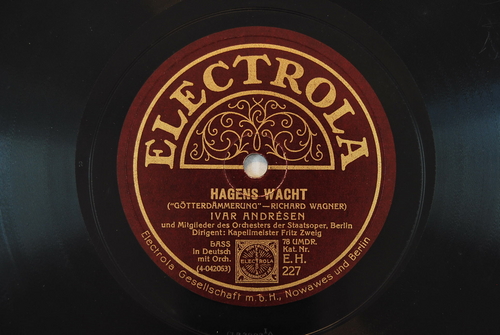 ELECTROLA
HAGENS WACHT
("GÖTTERDÄMMERUNG"—RICHARD WAGNER)
IVAR ANDRÉSEN
und Mitglieder des Orchesters der Staatsoper, Berlin
Dirigent: Kapellmeister Fritz Zweig
BASS
in Deutsch
mit Orch.
(4-042053)
ELECTROLA
78 UMDR.
Kat. Nr.
E.H.
227
Electrola Gesellschaft m.b.H., Nowawes und Berlin